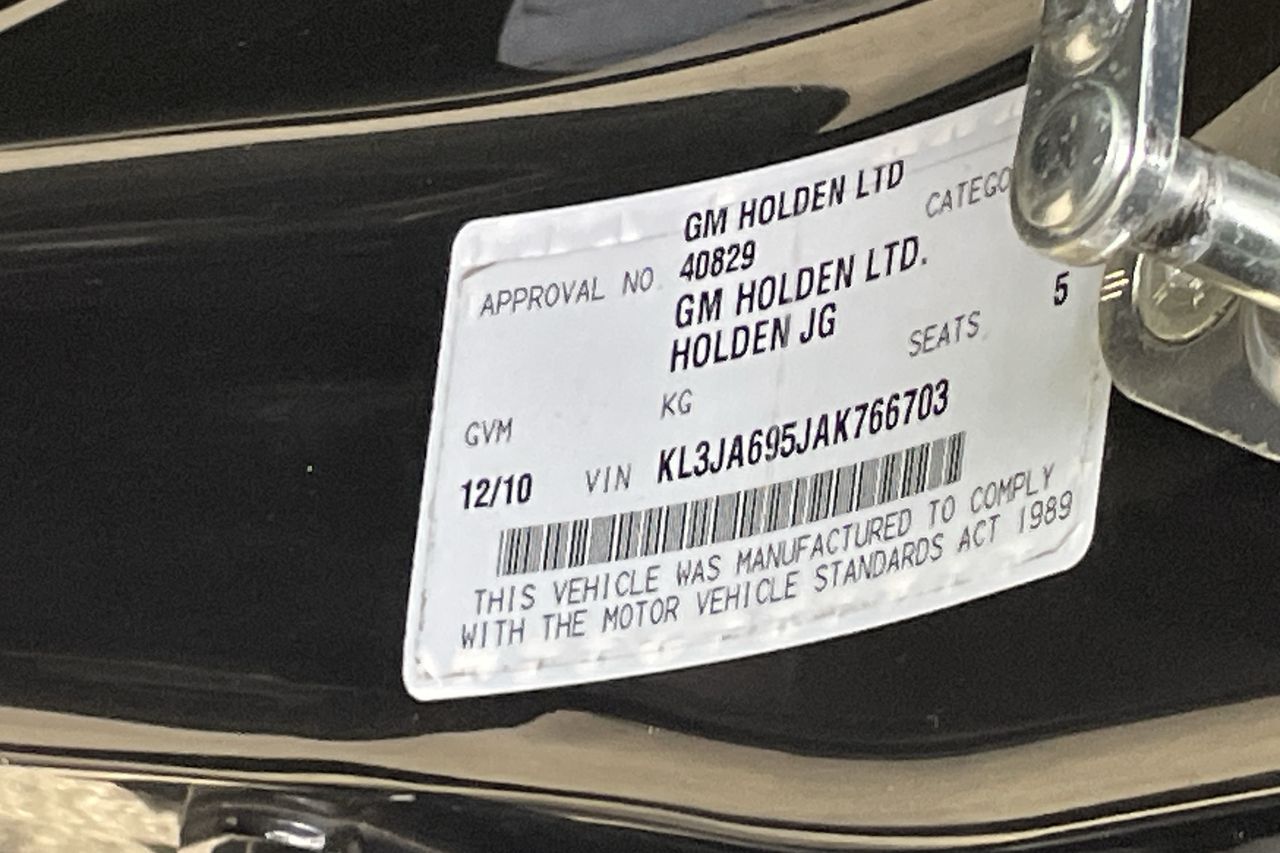 GM HOLDEN LTD
APPROVAL NO. 40829 CATEGO
GM HOLDEN LTD.
HOLDEN JG
GVM KG SEATS 5
12/10 VIN KL3JA695JAK766703
THIS VEHICLE WAS MANUFACTURED TO COMPLY
WITH THE MOTOR VEHICLE STANDARDS ACT 1989